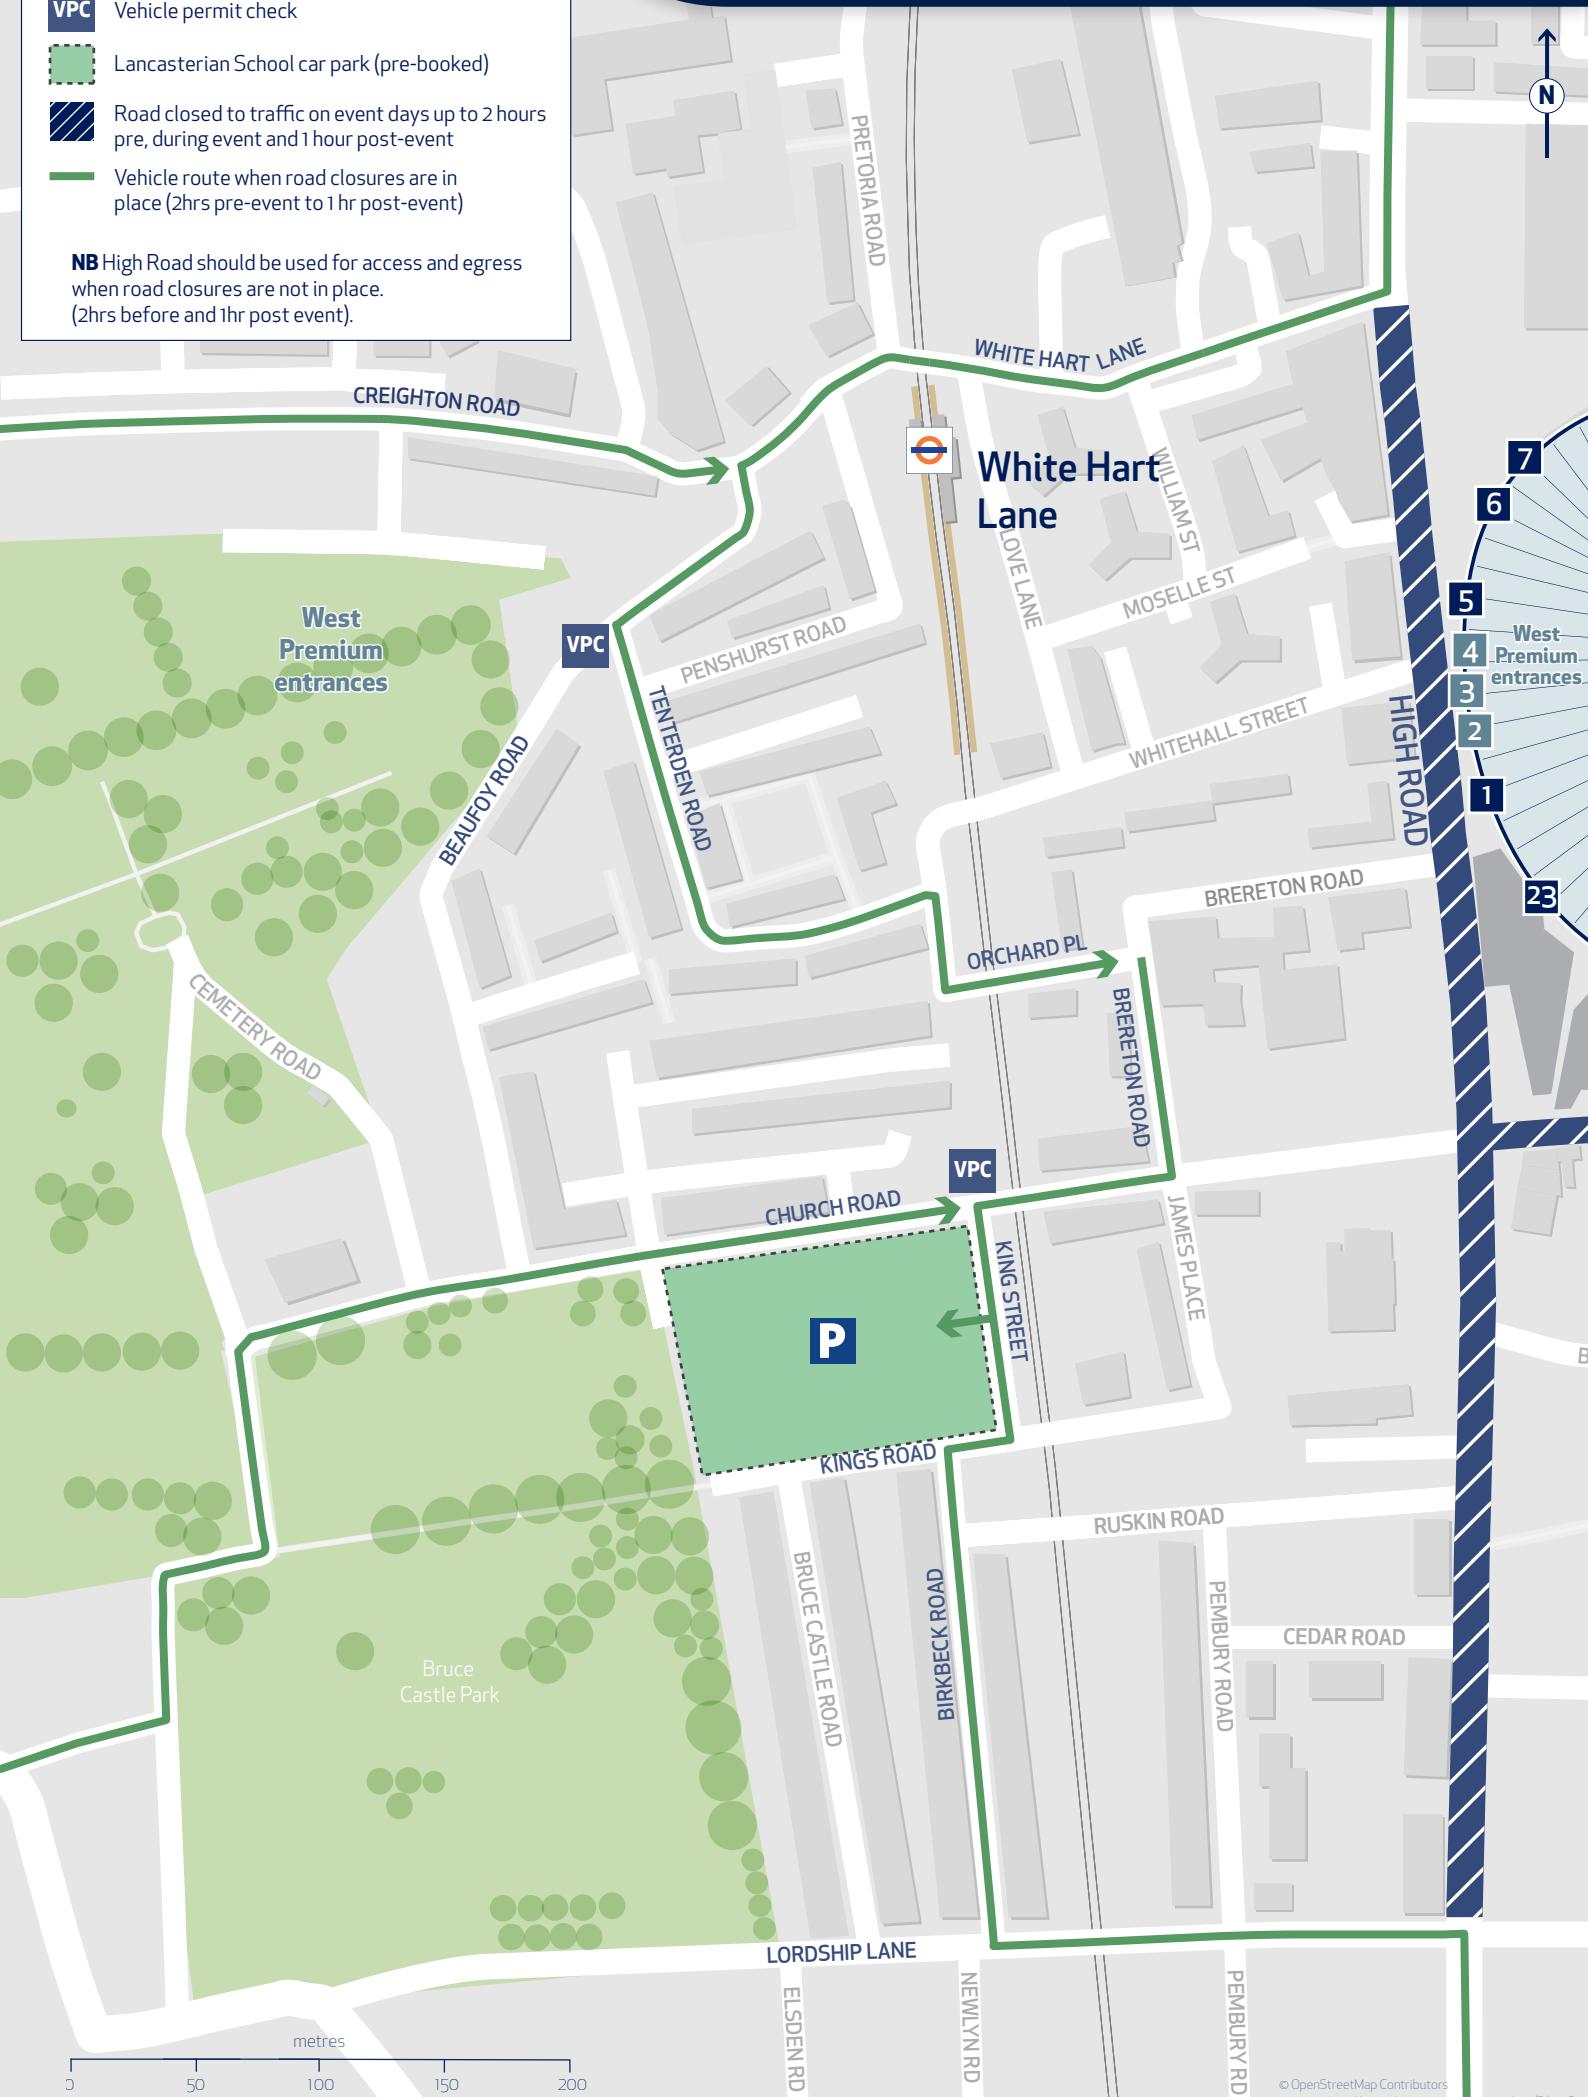 VPC Vehicle permit check
Lancasterian School car park (pre-booked)
Road closed to traffic on event days up to 2 hours
pre, during event and 1 hour post-event
Vehicle route when road closures are in
place (2hrs pre-event to 1 hr post-event)
NB High Road should be used for access and egress
when road closures are not in place.
(2hrs before and 1hr post event).
N
PRETORIA ROAD
WHITE HART LANE
CREIGHTON ROAD
White Hart
Lane
WILLIAM ST
LOVE LANE
MOSELLE ST
7
6
5
4
3
2
1
23
West
Premium
entrances
West
Premium
entrances
VPC
PENSHURST ROAD
TENTERDEN ROAD
BEAUFOY ROAD
WHITEHALL STREET
HIGH ROAD
BRERETON ROAD
ORCHARD PL
BRERETON ROAD
CEMETERY ROAD
VPC
CHURCH ROAD
KING STREET
JAMES PLACE
P
B
KINGS ROAD
RUSKIN ROAD
BRUCE CASTLE ROAD
BIRKBECK ROAD
PEMBURY ROAD
CEDAR ROAD
Bruce
Castle Park
LORDSHIP LANE
ELSDEN RD
NEWLYN RD
PEMBURY RD
metres
0 50 100 150 200
© OpenStreetMap Contributors